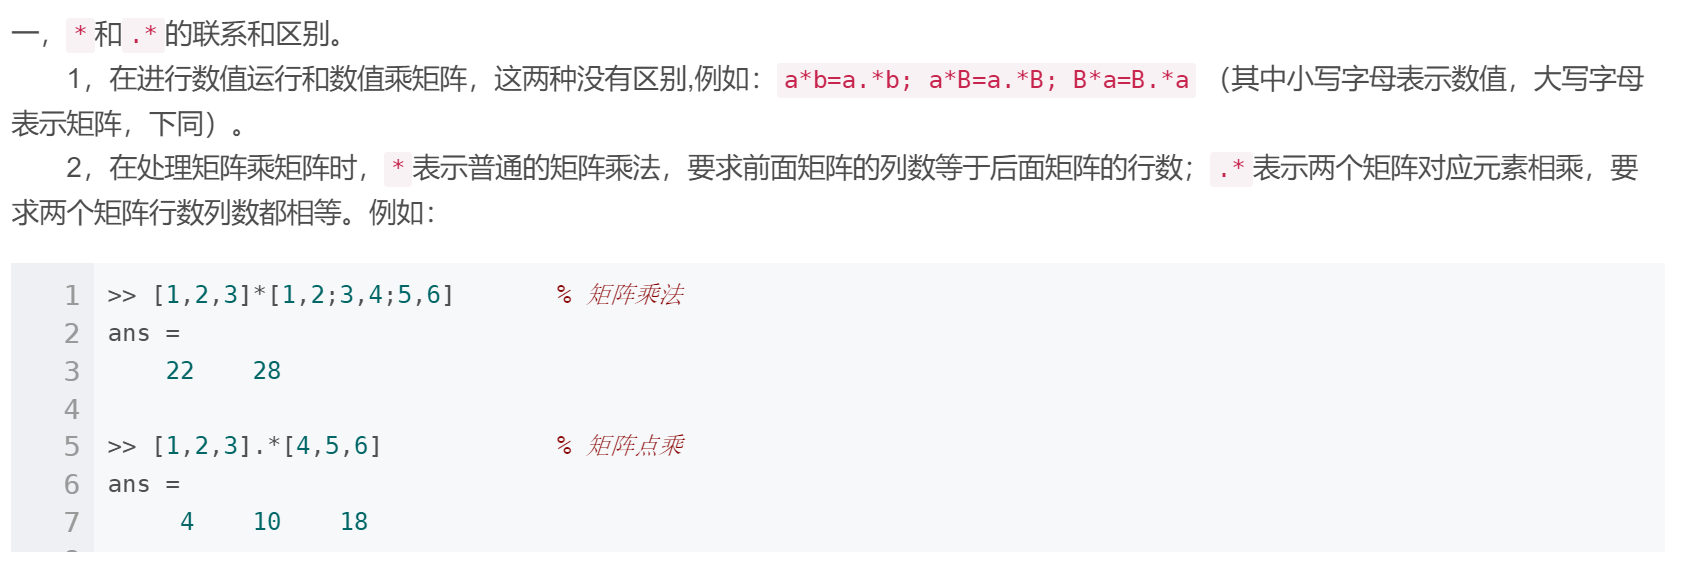 一，*和.*的联系和区别。
1，在进行数值运行和数值乘矩阵，这两种没有区别,例如：a*b=a.*b; a*B=a.*B; B*a=B.*a （其中小写字母表示数值，大写字母
表示矩阵，下同）。
2，在处理矩阵乘矩阵时，*表示普通的矩阵乘法，要求前面矩阵的列数等于后面矩阵的行数；.*表示两个矩阵对应元素相乘，要
求两个矩阵行数列数都相等。例如：
1 >> [1,2,3]*[1,2;3,4;5,6] % 矩阵乘法
2 ans =
3 22 28
4
5 >> [1,2,3].*[4,5,6] % 矩阵点乘
6 ans =
7 4 10 18